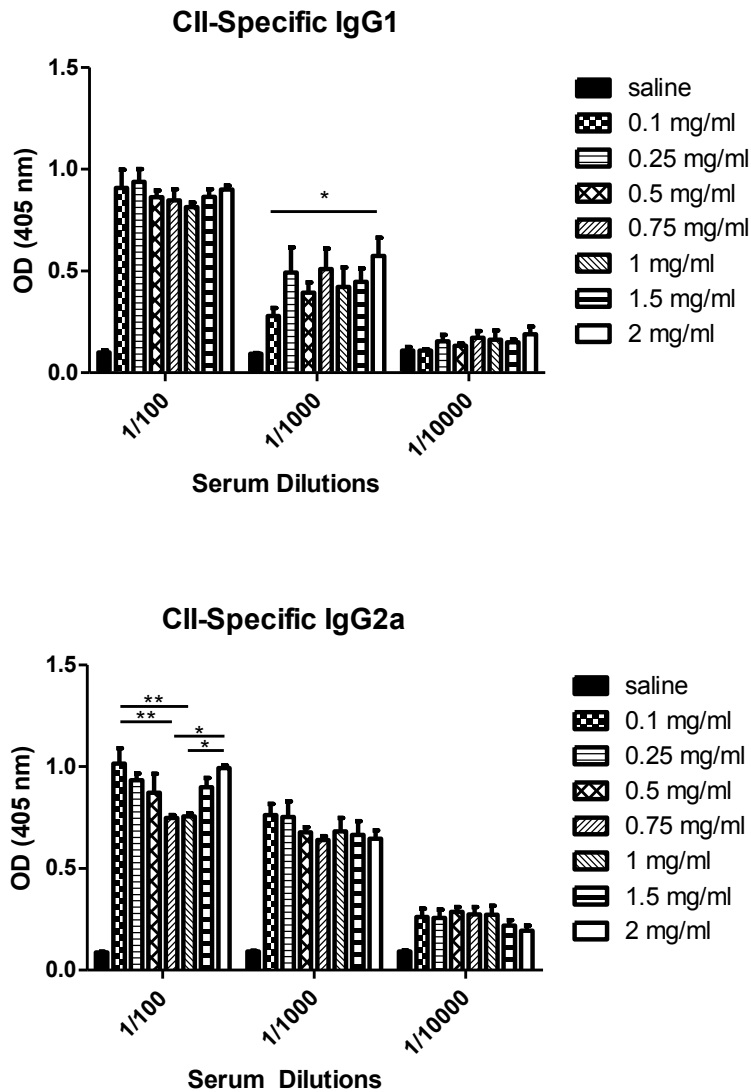 CII-Specific IgG1
OD (405 nm)
1.5
1.0
0.5
0.0
*
1/100
1/1000
1/10000
Serum Dilutions
saline
0.1 mg/ml
0.25 mg/ml
0.5 mg/ml
0.75 mg/ml
1 mg/ml
1.5 mg/ml
2 mg/ml
CII-Specific IgG2a
OD (405 nm)
1.5
1.0
0.5
0.0
**
**
*
*
1/100
1/1000
1/10000
Serum Dilutions
saline
0.1 mg/ml
0.25 mg/ml
0.5 mg/ml
0.75 mg/ml
1 mg/ml
1.5 mg/ml
2 mg/ml